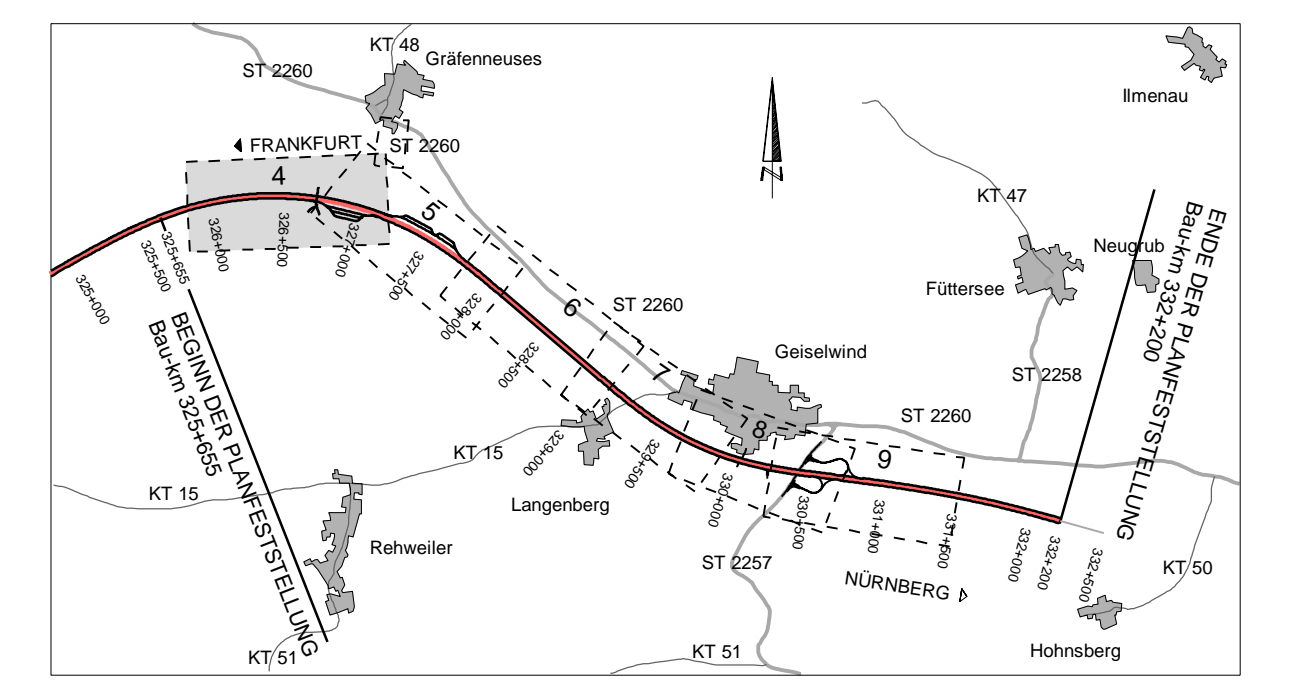 KT 48
Gräfenneuses
ST 2260
Ilmenau
FRANKFURT
ST 2260
4
5
KT 47
Neugrub
Füttersee
N
325+000
325+500
325+655
326+000
326+500
327+000
327+500
328+000
328+500
329+000
329+500
330+000
330+500
331+000
331+500
332+000
332+200
332+500
BEGINN DER PLANFESTSTELLUNG
Bau-km 325+655
ENDE DER PLANFESTSTELLUNG
Bau-km 332+200
6
ST 2260
7
Geiselwind
8
ST 2258
ST 2260
9
KT 15
KT 15
Langenberg
Rehweiler
ST 2257
NÜRNBERG
KT 50
KT 51
KT 51
Hohnsberg